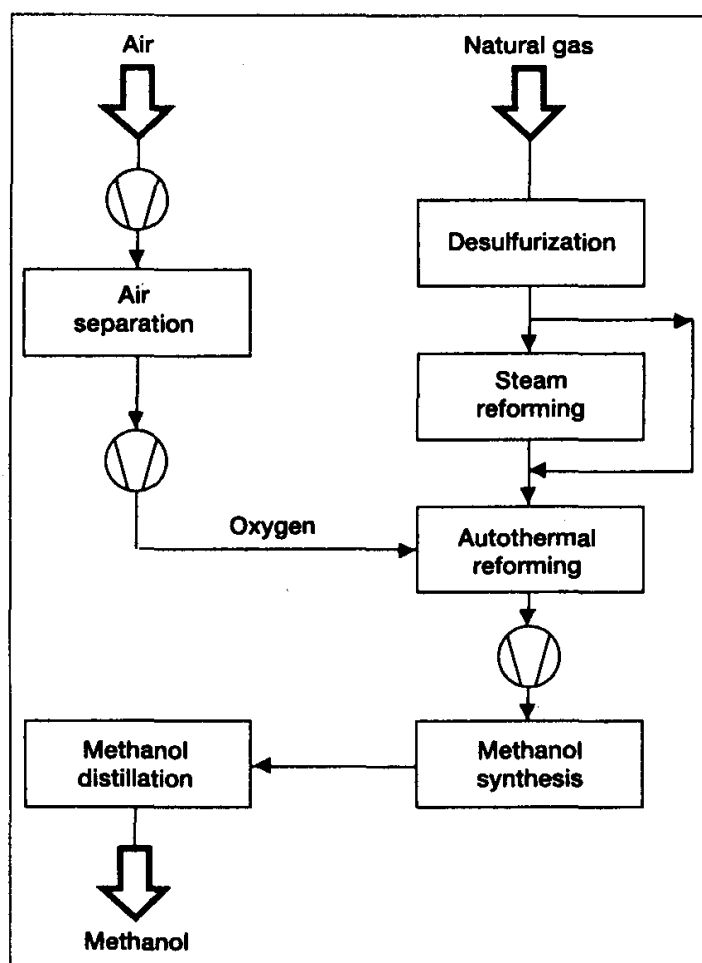 Air
Natural gas
Desulfurization
Air
separation
Steam
reforming
Oxygen
Autothermal
reforming
Methanol
distillation
Methanol
synthesis
Methanol